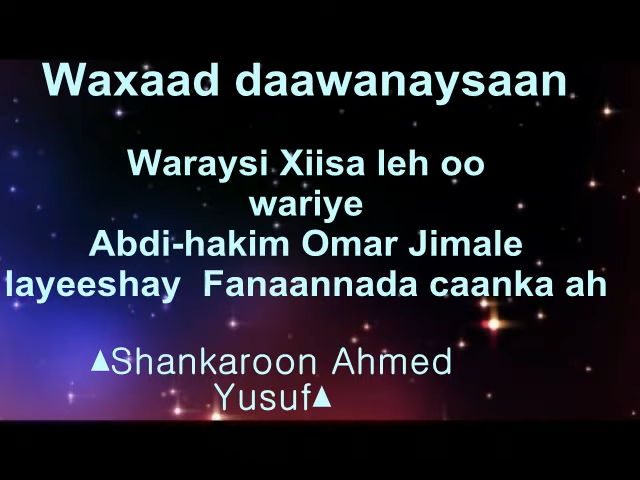 Waxaad daawanaysaan
Waraysi Xiisa leh oo
wariye
Abdi-hakim Omar Jimale
layeeshay Fanaannada caanka ah
▲Shankaroon Ahmed
Yusuf▲